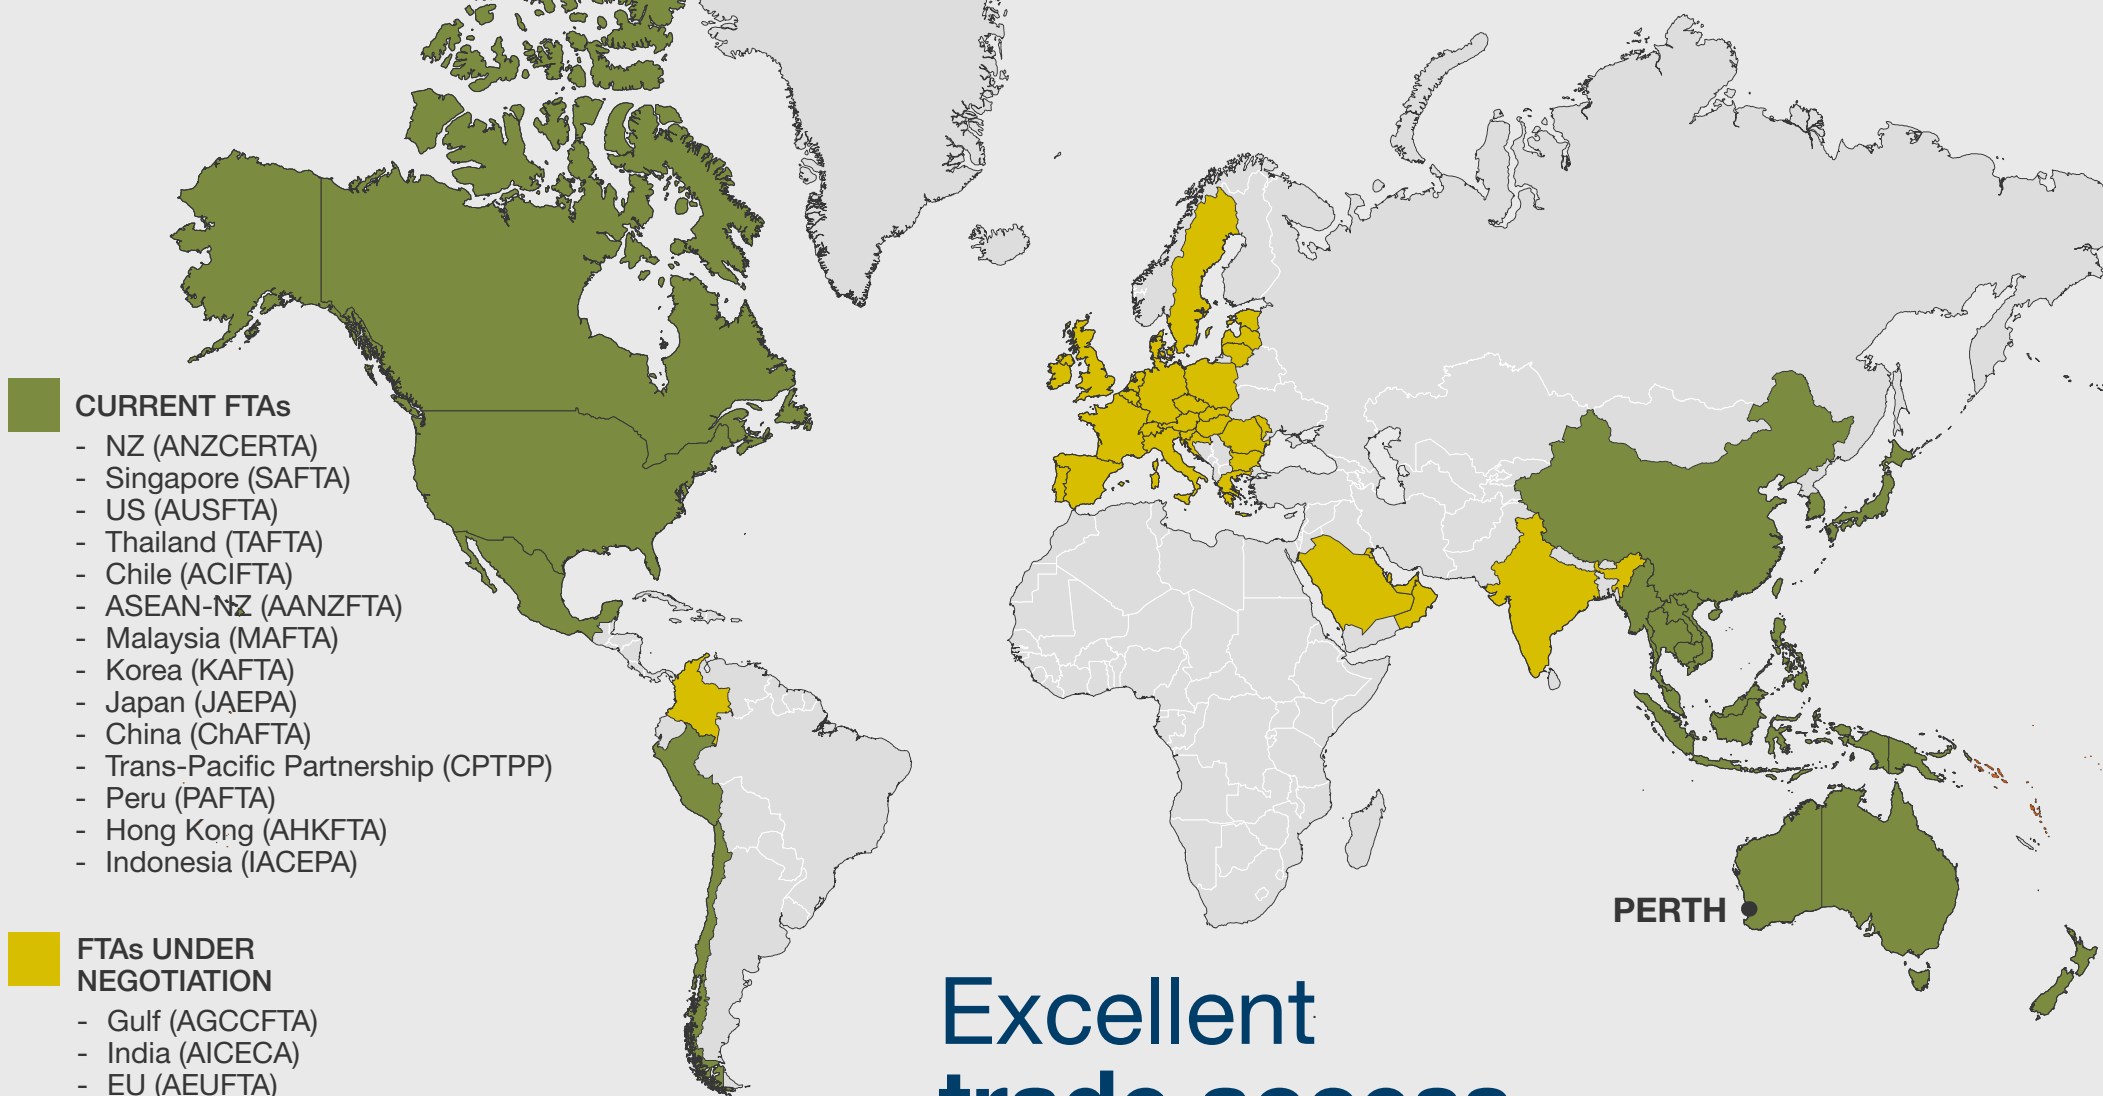 CURRENT FTAs
- NZ (ANZCERTA)
- Singapore (SAFTA)
- US (AUSFTA)
- Thailand (TAFTA)
- Chile (ACIFTA)
- ASEAN-NZ (AANZFTA)
- Malaysia (MAFTA)
- Korea (KAFTA)
- Japan (JAEPA)
- China (ChAFTA)
- Trans-Pacific Partnership (CPTPP)
- Peru (PAFTA)
- Hong Kong (AHKFTA)
- Indonesia (IACEPA)
FTAs UNDER
NEGOTIATION
- Gulf (AGCCFTA)
- India (AICECA)
- EU (AEUFTA)
PERTH
Excellent
trade access